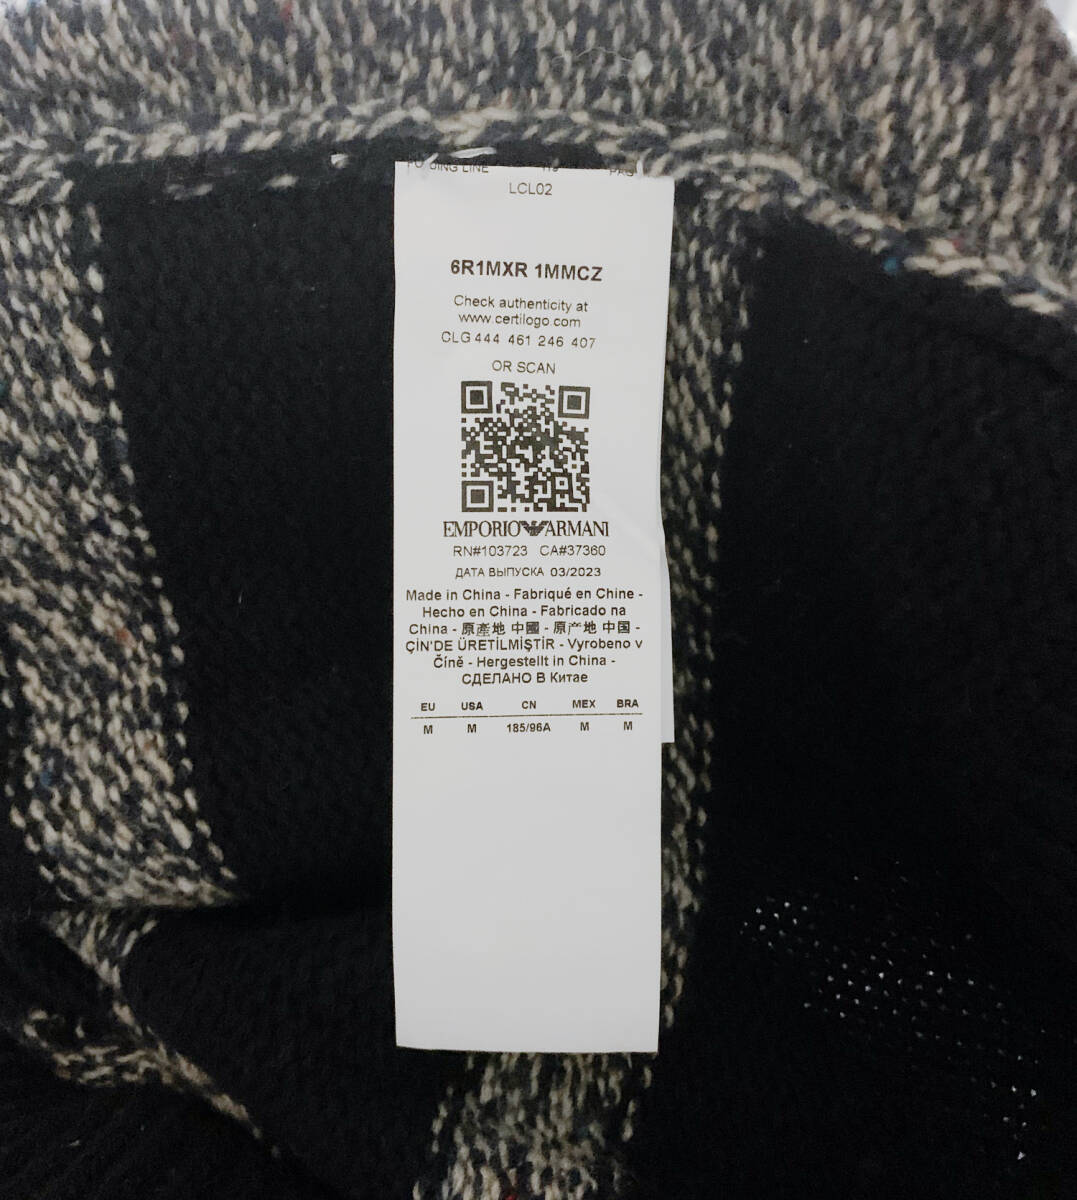 LINE
LCL02
6R1MXR 1MMCZ
Check authenticity at
www.certilogo.com
CLG 444 461 246 407
OR SCAN
EMPORIO ARMANI
RN#103723 CA#37360
ДАТА ВЫПУСКА 03/2023
Made in China - Fabriqué en Chine -
Hecho en China - Fabricado na
China - 原產地 中國 - 原产地 中国 -
ÇİN'DE ÜRETİLMİŞTİR - Vyrobeno v
Číně - Hergestellt in China -
СДЕЛАНО В Китае
EU USA CN MEX BRA
M M 185/96A M M